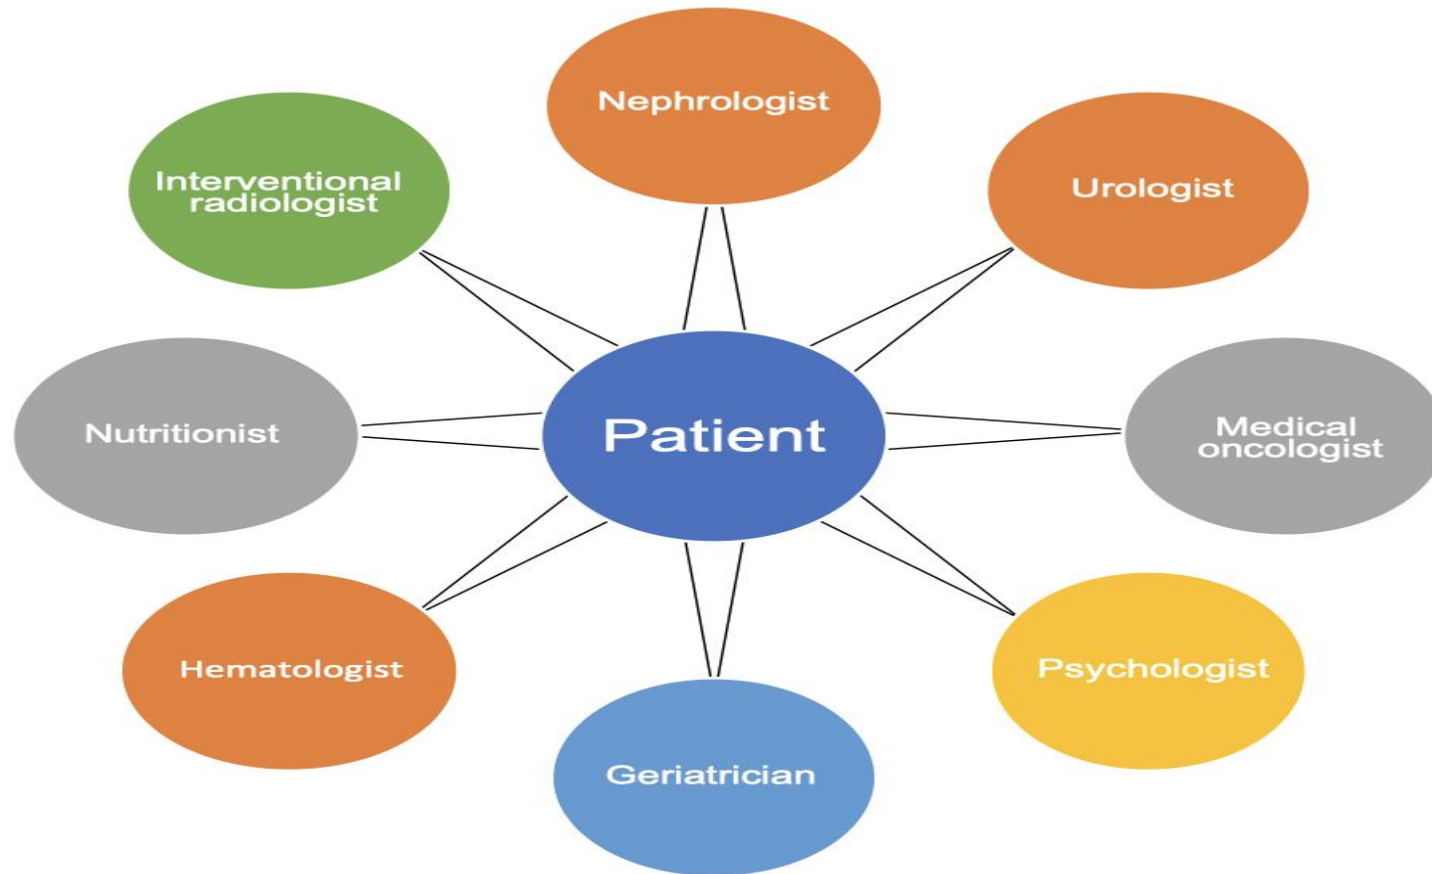 Nephrologist
Interventional
radiologist
Urologist
Nutritionist
Patient
Medical
oncologist
Hematologist
Psychologist
Geriatrician